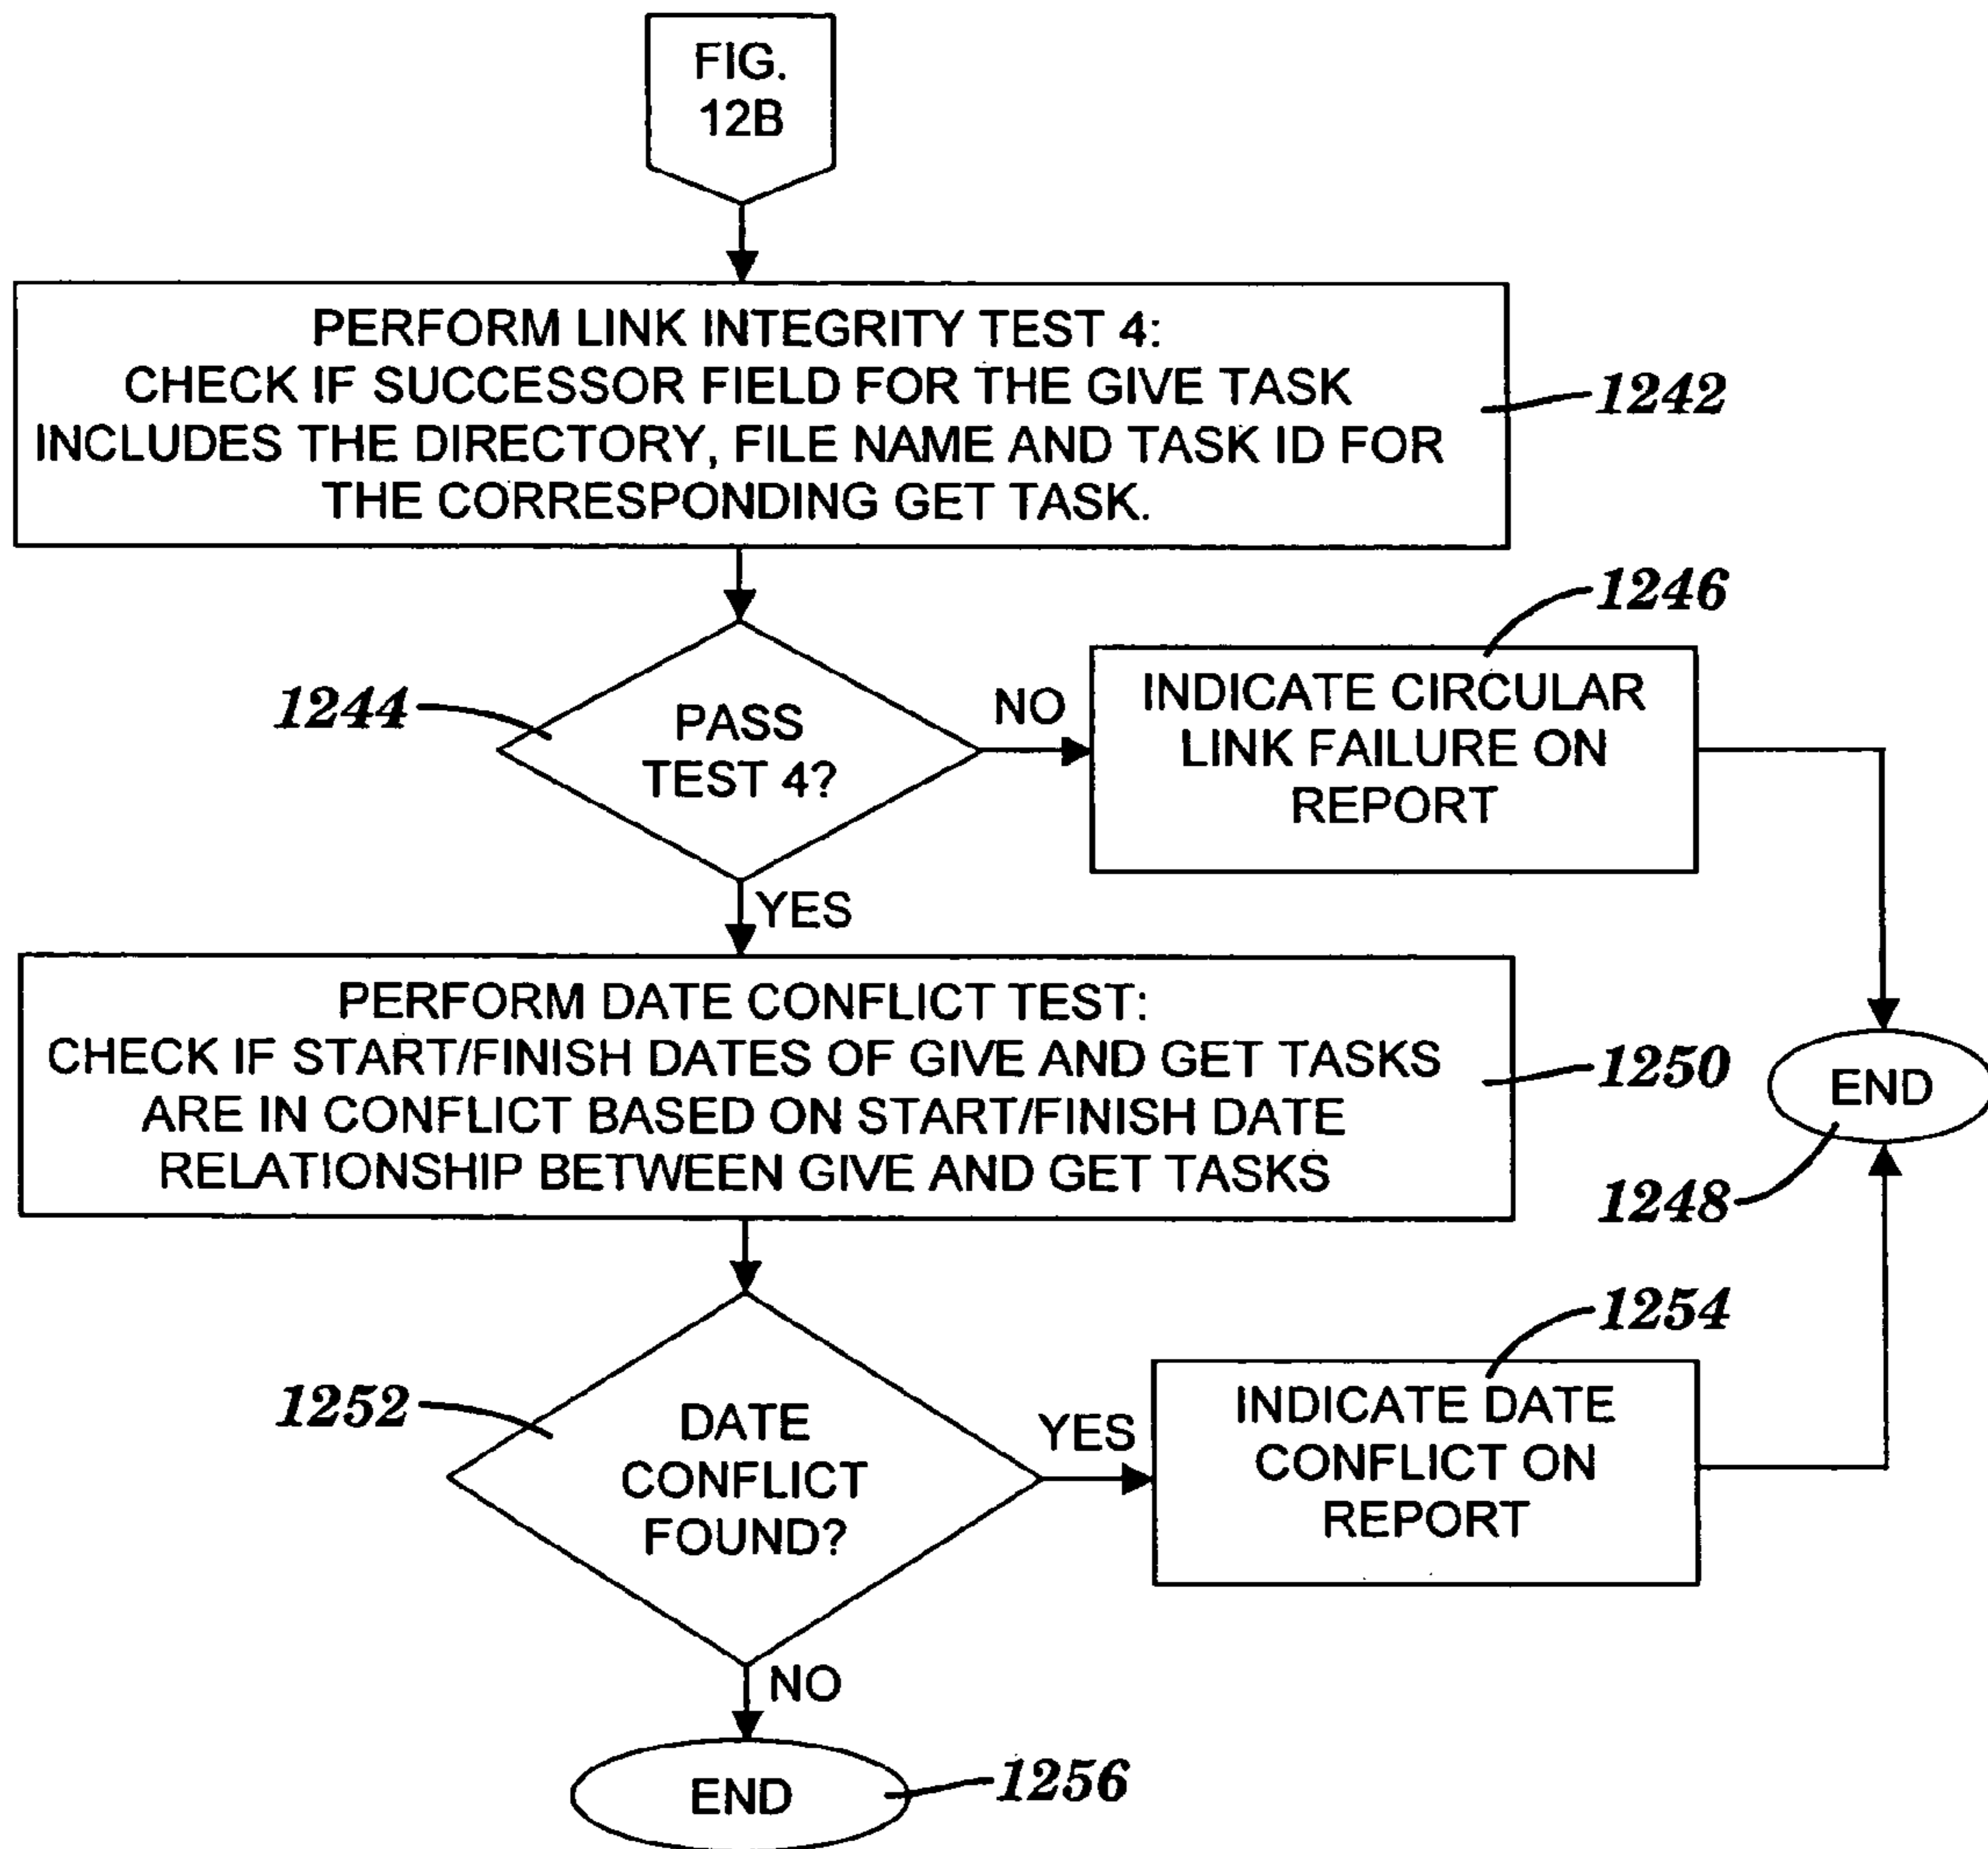 FIG.
12B
PERFORM LINK INTEGRITY TEST 4:
CHECK IF SUCCESSOR FIELD FOR THE GIVE TASK
INCLUDES THE DIRECTORY, FILE NAME AND TASK ID FOR
THE CORRESPONDING GET TASK.
1242
1244
PASS
TEST 4?
NO
1246
INDICATE CIRCULAR
LINK FAILURE ON
REPORT
YES
PERFORM DATE CONFLICT TEST:
CHECK IF START/FINISH DATES OF GIVE AND GET TASKS
ARE IN CONFLICT BASED ON START/FINISH DATE
RELATIONSHIP BETWEEN GIVE AND GET TASKS
1250
END
1248
1252
DATE
CONFLICT
FOUND?
YES
1254
INDICATE DATE
CONFLICT ON
REPORT
NO
END
1256